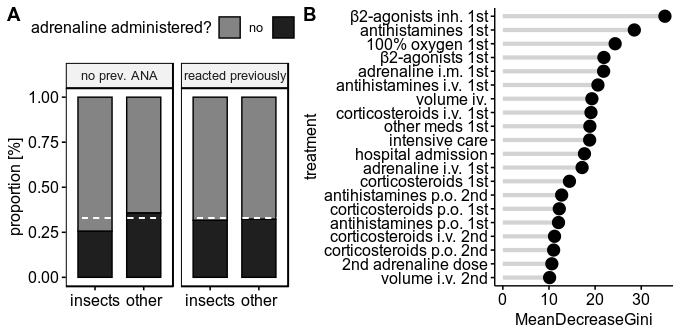 A
adrenaline administered?
no
no prev. ANA
reacted previously
proportion [%]
1.00
0.75
0.50
0.25
0.00
insects other
insects other
B
treatment
β2-agonists inh. 1st
antihistamines 1st
100% oxygen 1st
β2-agonists 1st
adrenaline i.m. 1st
antihistamines i.v. 1st
volume iv.
corticosteroids i.v. 1st
other meds 1st
intensive care
hospital admission
adrenaline i.v. 1st
corticosteroids 1st
antihistamines p.o. 2nd
corticosteroids p.o. 1st
antihistamines p.o. 1st
corticosteroids i.v. 2nd
corticosteroids p.o. 2nd
2nd adrenaline dose
volume i.v. 2nd
0 10 20 30
MeanDecreaseGini